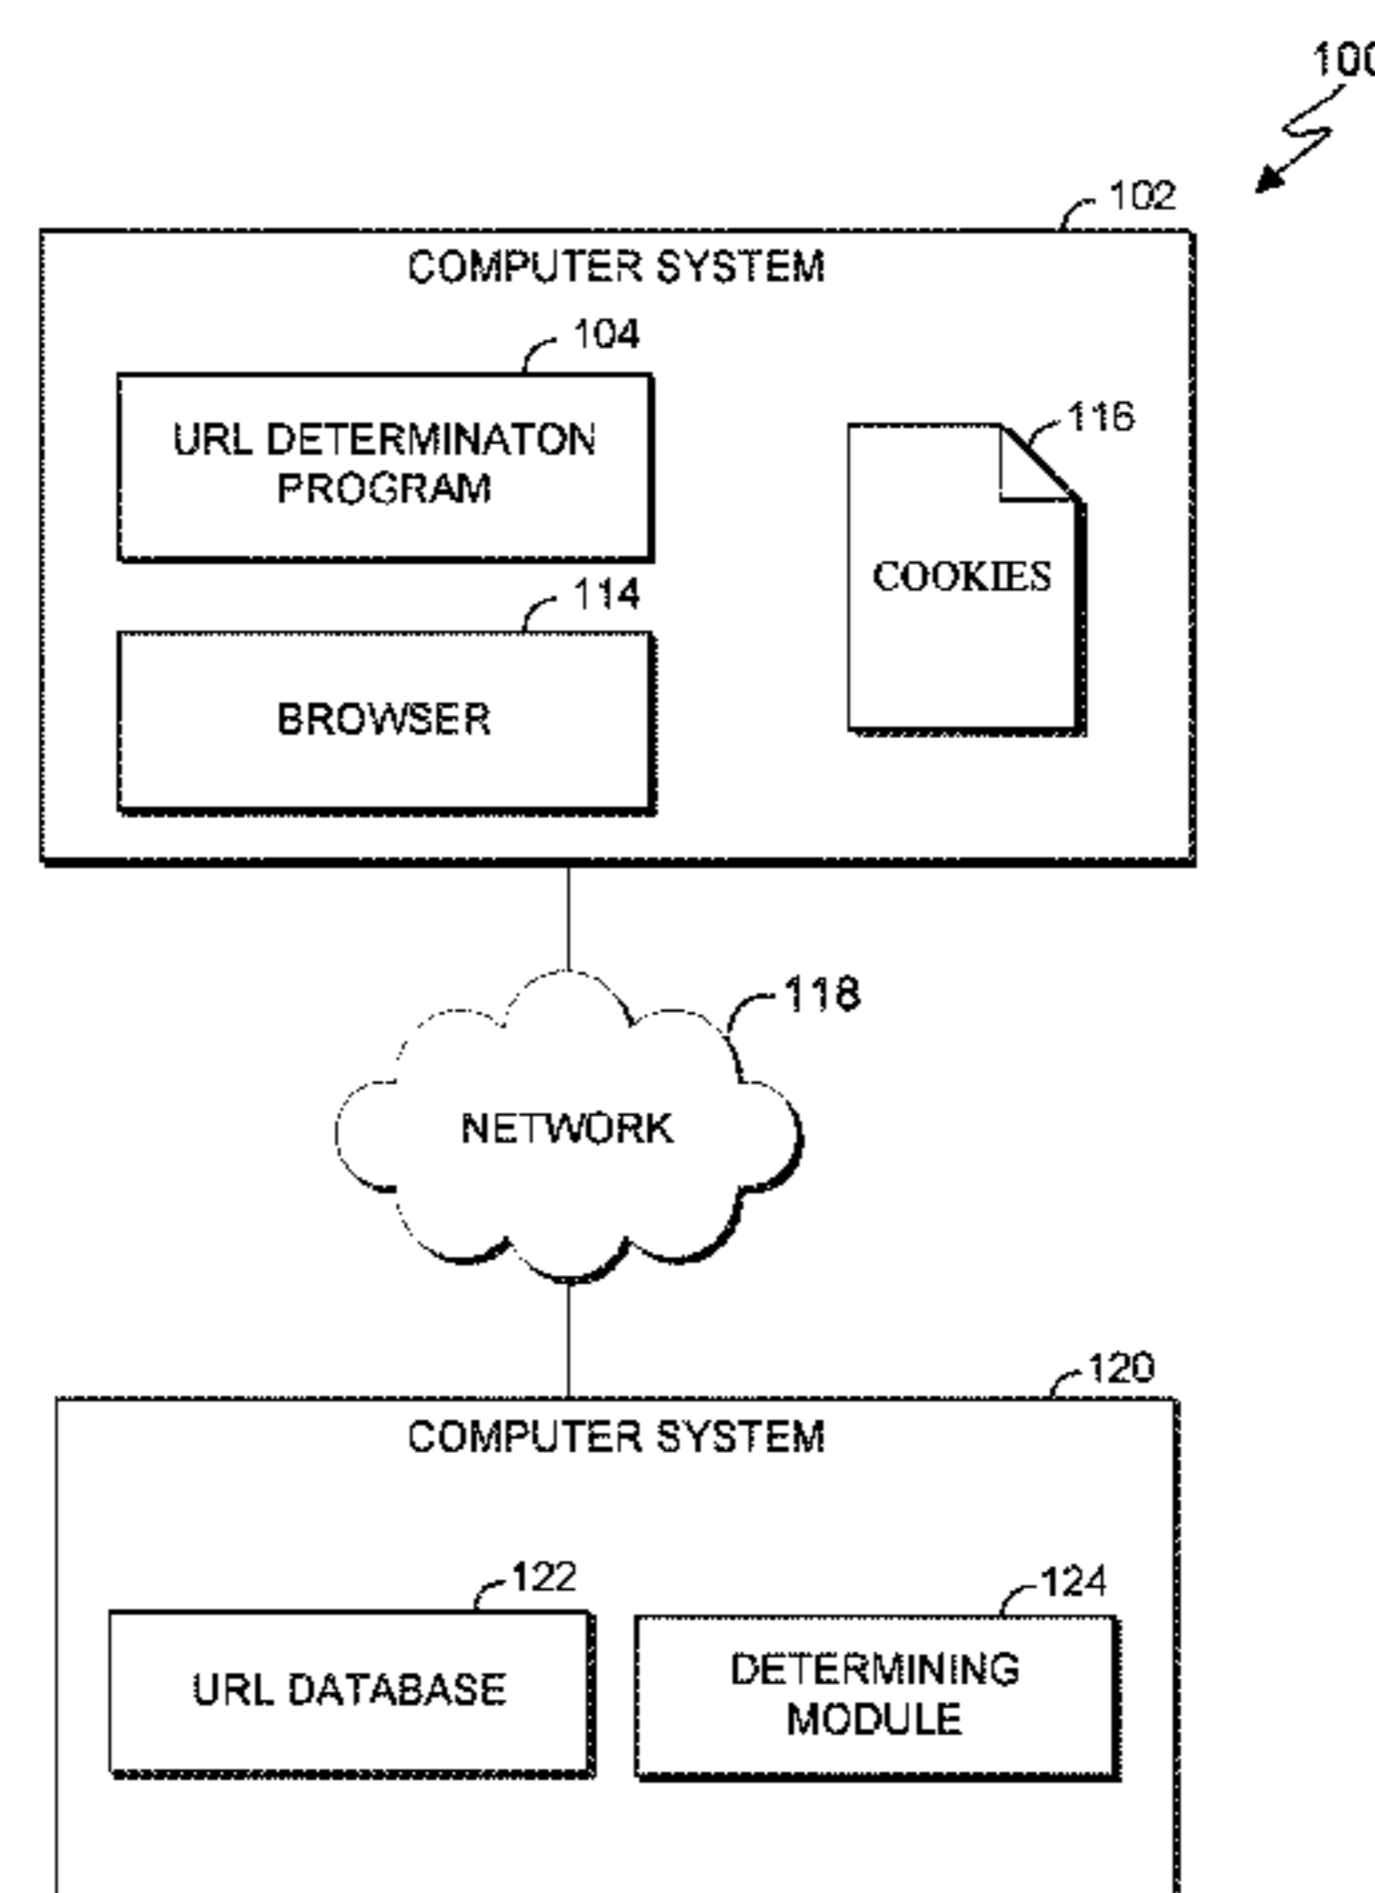 100
102
COMPUTER SYSTEM
104
URL DETERMINATON
PROGRAM
116
COOKIES
114
BROWSER
118
NETWORK
120
COMPUTER SYSTEM
122
URL DATABASE
124
DETERMINING
MODULE